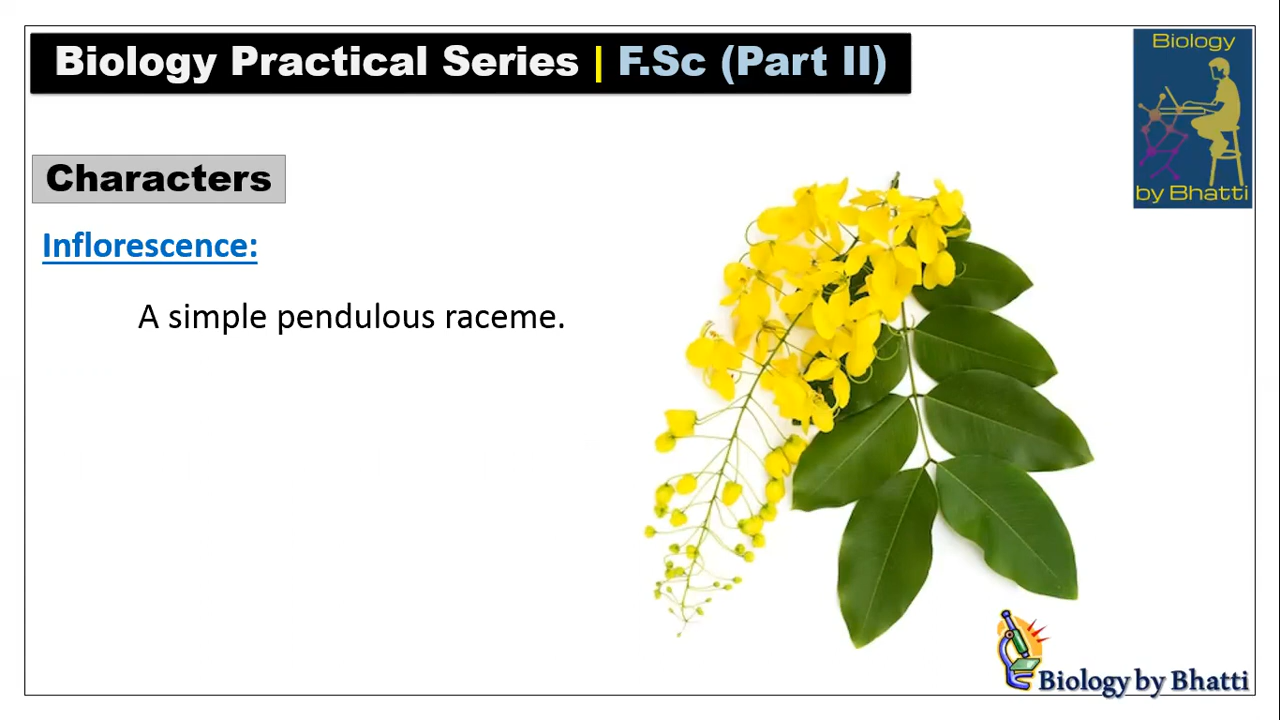 Biology Practical Series | F.Sc (Part II)
Biology
by Bhatti
Characters
Inflorescence:
A simple pendulous raceme.
Biology by Bhatti